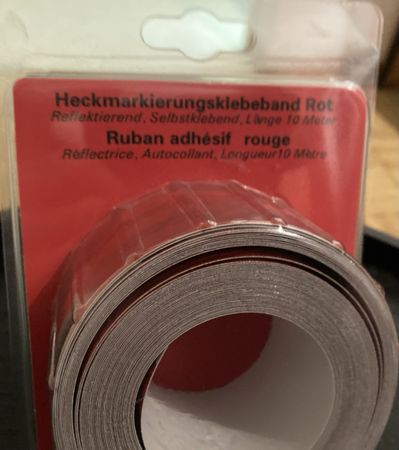 Heckmarkierungsklebeband Rot
Reflektierend, Selbstklebend, Länge 10 Meter
Ruban adhésif rouge
Réflectrice, Autocollant, Longueur10 Mètre